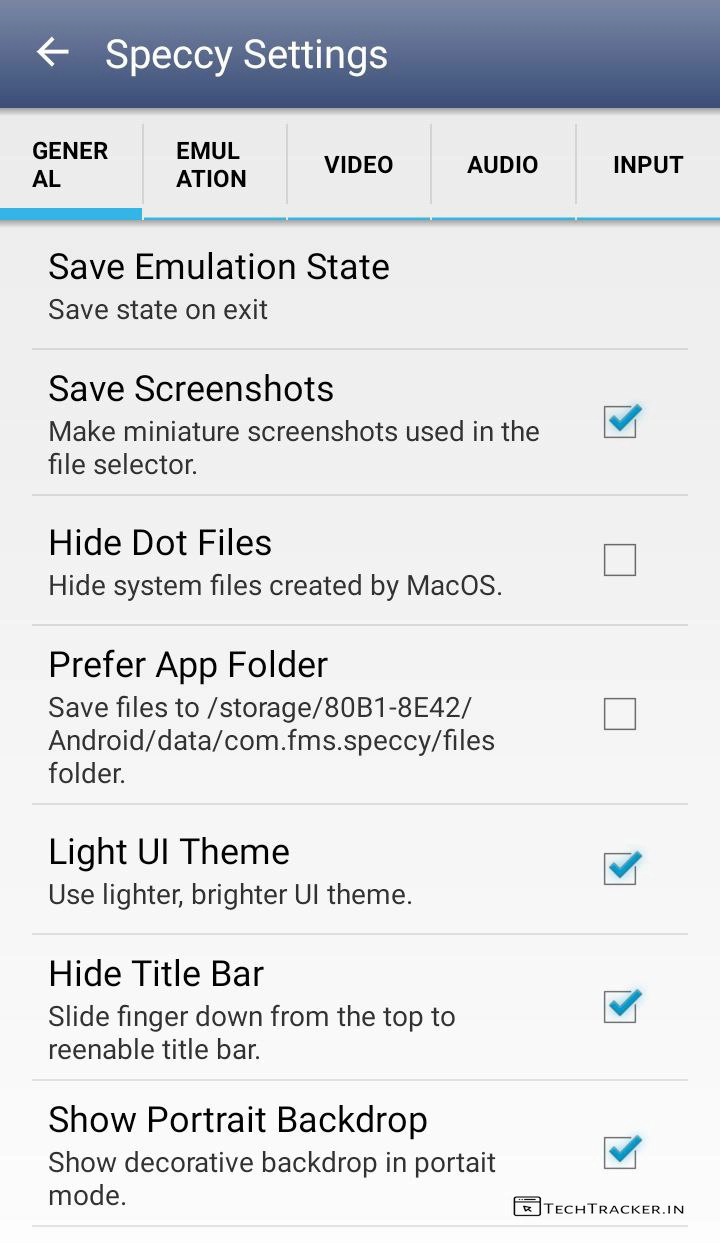 Speccy Settings
GENER
AL
EMUL
ATION
VIDEO
AUDIO
INPUT
Save Emulation State
Save state on exit
Save Screenshots
Make miniature screenshots used in the
file selector.
Hide Dot Files
Hide system files created by MacOS.
Prefer App Folder
Save files to /storage/80B1-8E42/
Android/data/com.fms.speccy/files
folder.
Light UI Theme
Use lighter, brighter UI theme.
Hide Title Bar
Slide finger down from the top to
reenable title bar.
Show Portrait Backdrop
Show decorative backdrop in portait
mode.
TECHTRACKER.IN